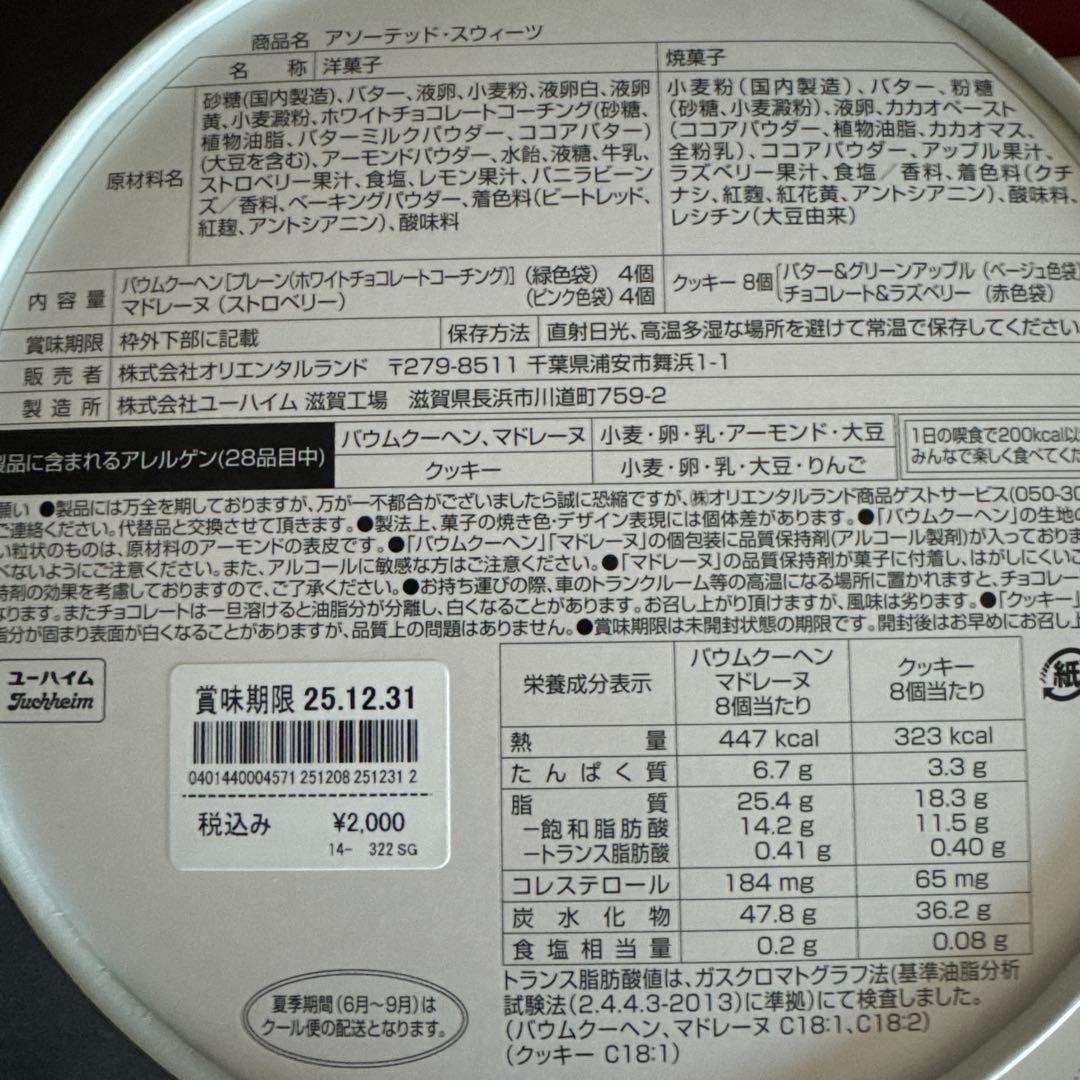 商品名 アソーテッド・スウィーツ
名称 洋菓子 焼菓子
原材料名
砂糖(国内製造)、バター、液卵、小麦粉、液卵白、液卵
黄、小麦澱粉、ホワイトチョコレートコーチング(砂糖、
植物油脂、バターミルクパウダー、ココアバター)
(大豆を含む)、アーモンドパウダー、水飴、液糖、牛乳、
ストロベリー果汁、食塩、レモン果汁、バニラビーン
ズ/香料、ベーキングパウダー、着色料(ビートレッド、
紅麹、アントシアニン)、酸味料
小麦粉(国内製造)、バター、粉糖
(砂糖、小麦澱粉)、液卵、カカオペースト
(ココアパウダー、植物油脂、カカオマス、
全粉乳)、ココアパウダー、アップル果汁、
ラズベリー果汁、食塩/香料、着色料(クチ
ナシ、紅麹、紅花黄、アントシアニン)、酸味料、
レシチン(大豆由来)
内容量
バウムクーヘン[プレーン(ホワイトチョコレートコーチング)] (緑色袋) 4個
マドレーヌ(ストロベリー) (ピンク色袋) 4個
クッキー 8個
バター&グリーンアップル (ベージュ色袋)
チョコレート&ラズベリー (赤色袋)
賞味期限 枠外下部に記載 保存方法 直射日光、高温多湿な場所を避けて常温で保存してください
販売者 株式会社オリエンタルランド 〒279-8511 千葉県浦安市舞浜1-1
製造所 株式会社ユーハイム 滋賀工場 滋賀県長浜市川道町759-2
製品に含まれるアレルゲン(28品目中)
バウムクーヘン、マドレーヌ 小麦・卵・乳・アーモンド・大豆
クッキー 小麦・卵・乳・大豆・りんご
1日の喫食で200kcal以
みんなで楽しく食べてくだ
願い ●製品には万全を期しておりますが、万が一不都合がございましたら誠に恐縮ですが、㈱オリエンタルランド商品ゲストサービス(050-30
ご連絡ください。代替品と交換させて頂きます。●製法上、菓子の焼き色・デザイン表現には個体差があります。●「バウムクーヘン」の生地の
い粒状のものは、原材料のアーモンドの表皮です。●「バウムクーヘン」「マドレーヌ」の個包装に品質保持剤(アルコール製剤)が入っておりま
べないようにご注意ください。また、アルコールに敏感な方はご注意ください。●「マドレーヌ」の品質保持剤が菓子に付着し、はがしにくいこ
持剤の効果を考慮しておりますので、ご了承ください。●お持ち運びの際、車のトランクルーム等の高温になる場所に置かれますと、チョコレー
なります。またチョコレートは一旦溶けると油脂分が分離し、白くなることがあります。お召し上がり頂けますが、風味は劣ります。●「クッキー」
脂分が固まり表面が白くなることがありますが、品質上の問題はありません。●賞味期限は未開封状態の期限です。開封後はお早めにお召し上
ユーハイム
Juchheim
賞味期限 25.12.31
0401440004571 251208 251231 2
税込み ¥2,000
14- 322 SG
夏季期間(6月~9月)は
クール便の配送となります。
栄養成分表示 バウムクーヘン マドレーヌ 8個当たり クッキー 8個当たり
熱量 447 kcal 323 kcal
たんぱく質 6.7 g 3.3 g
脂質 25.4 g 18.3 g
ー飽和脂肪酸 14.2 g 11.5 g
ートランス脂肪酸 0.41 g 0.40 g
コレステロール 184 mg 65 mg
炭水化物 47.8 g 36.2 g
食塩相当量 0.2 g 0.08 g
トランス脂肪酸値は、ガスクロマトグラフ法(基準油脂分析
試験法(2.4.4.3-2013)に準拠)にて検査しました。
(バウムクーヘン、マドレーヌ C18:1、C18:2)
(クッキー C18:1)
紙